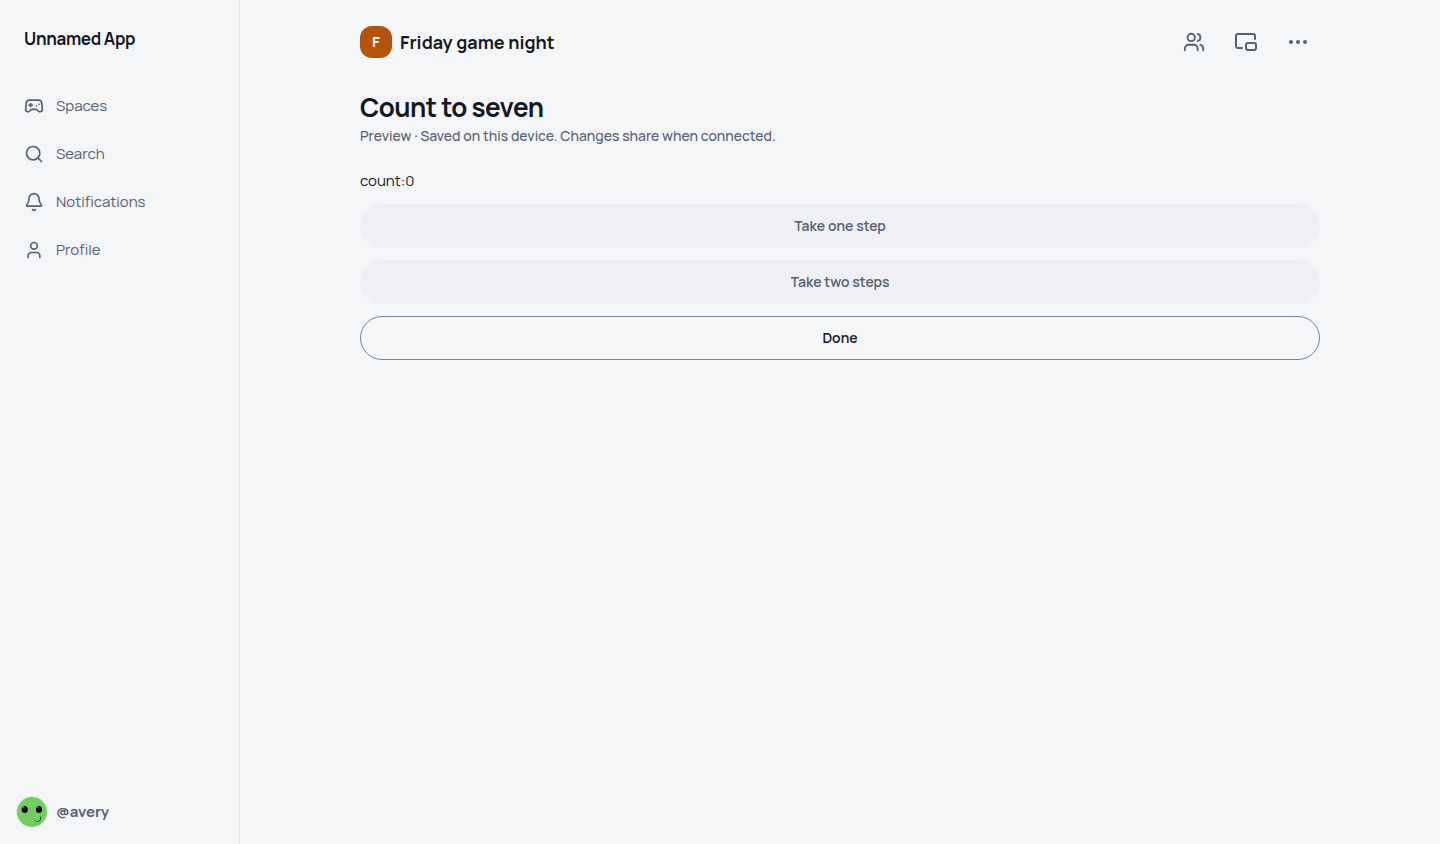 Unnamed App
Spaces
Search
Notifications
Profile
@avery
F
Friday game night
Count to seven
Preview · Saved on this device. Changes share when connected.
count:0
Take one step
Take two steps
Done